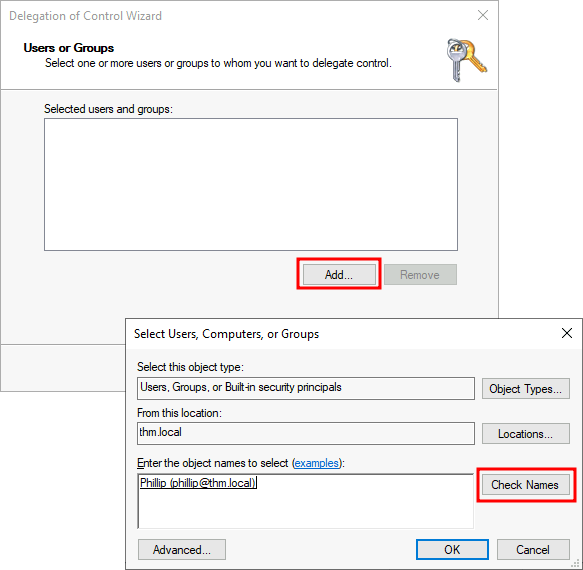 Delegation of Control Wizard
Users or Groups
Select one or more users or groups to whom you want to delegate control.
Selected users and groups:
Add...
Remove
Select Users, Computers, or Groups
Select this object type:
Users, Groups, or Built-in security principals
Object Types...
From this location:
thm.local
Locations...
Enter the object names to select (examples):
Phillip (phillip@thm.local)
Check Names
Advanced...
OK
Cancel